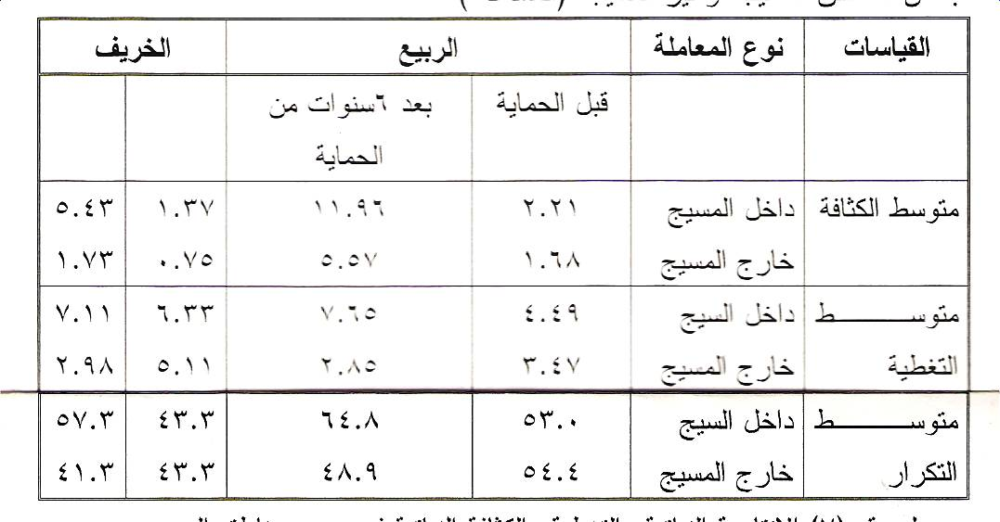 القياسات نوع المعاملة الربيع الخريف
قبل الحماية بعد ٦سنوات من
الحماية
متوسط الكثافة داخل المسيج ٢.٢١ ١١.٩٦ ١.٣٧ ٥.٤٣
خارج المسيج ١.٦٨ ٥.٥٧ ٠.٧٥ ١.٧٣
متوســــــــط داخل السيج ٤.٤٩ ٧.٦٥ ٦.٣٣ ٧.١١
التغطية خارج المسيج ٣.٤٧ ٢.٨٥ ٥.١١ ٢.٩٨
متوســــــــط داخل السيج ٥٣.٠ ٦٤.٨ ٤٣.٣ ٥٧.٣
التكرار خارج المسيج ٥٤.٤ ٤٨.٩ ٤٣.٣ ٤١.٣